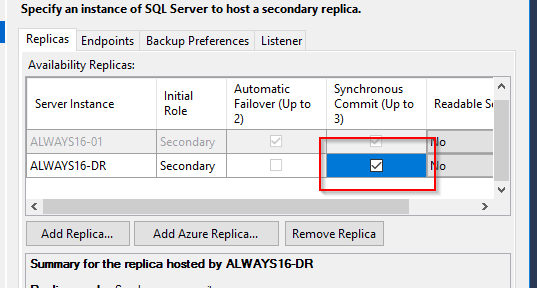 Specify an instance of SQL Server to host a secondary replica.
Replicas Endpoints Backup Preferences Listener
Availability Replicas:
Server Instance Initial Role Automatic Failover (Up to 2) Synchronous Commit (Up to 3) Readable Se
ALWAYS16-01 Secondary No
ALWAYS16-DR Secondary No
Add Replica... Add Azure Replica... Remove Replica
Summary for the replica hosted by ALWAYS16-DR